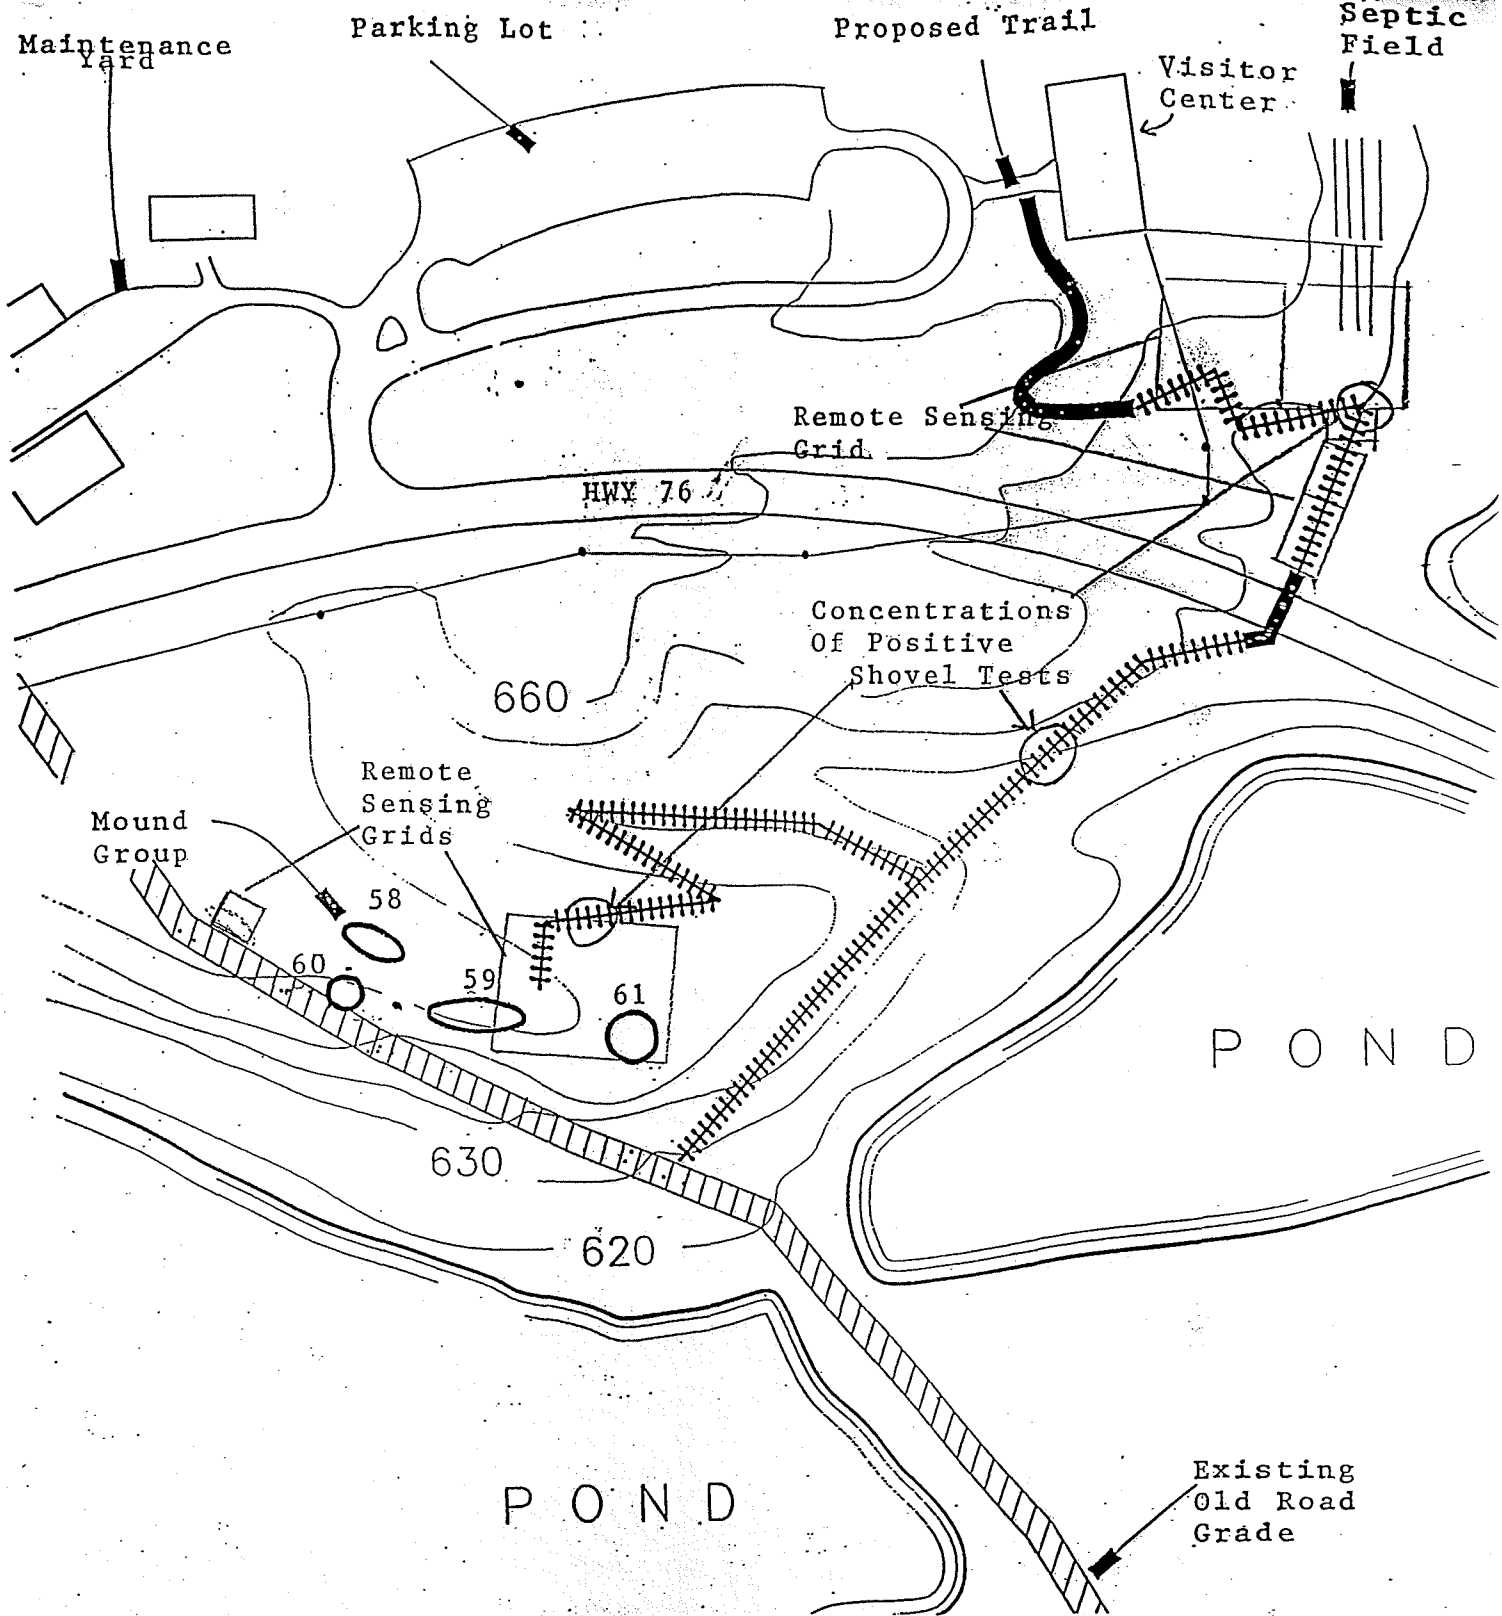 Maintenance
Yard
Parking Lot
Proposed Trail
Septic
Field
Visitor
Center
Remote Sensing
Grid
HWY 76
Concentrations
Of Positive
Shovel Tests
660
Remote
Sensing
Grids
Mound
Group
58
60
59
61
POND
630
620
POND
Existing
Old Road
Grade